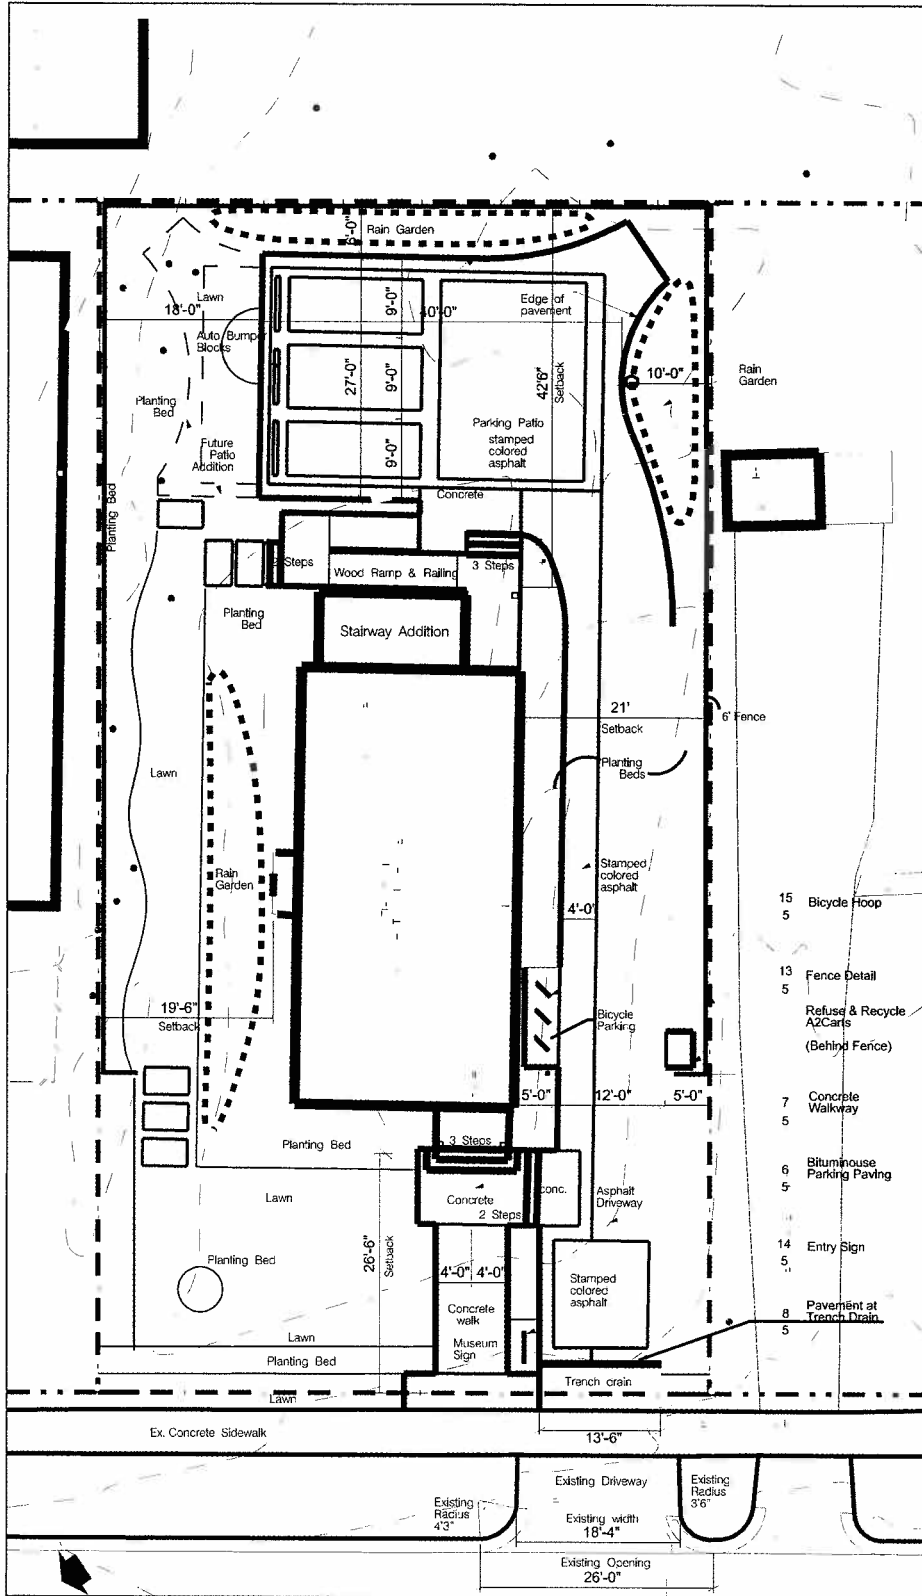 6'-0"
Rain Garden
Lawn
18'-0"
9'-0"
40'-0"
Edge of
pavement
Auto Bumper
Blocks
27'-0"
9'-0"
42'6"
Setback
10'-0"
Rain
Garden
Planting
Bed
Parking Patio
stamped
colored
asphalt
Future
Patio
Addition
9'-0"
Concrete
Planting Bed
2 Steps
Wood Ramp & Railing
3 Steps
Planting
Bed
Stairway Addition
21'
Setback
6' Fence
Planting
Beds
Lawn
Rain
Garden
Stamped
colored
asphalt
4'-0"
15
5
Bicycle Hoop
13
5
Fence Detail
19'-6"
Setback
Bicycle
Parking
Refuse & Recycle
A2Carts
(Behind Fence)
5'-0"
12'-0"
5'-0"
7
5
Concrete
Walkway
Planting Bed
3 Steps
6
5
Bituminouse
Parking Paving
Lawn
Concrete
conc.
2 Steps
Asphalt
Driveway
26'-6"
Setback
14
5
Entry Sign
Planting Bed
4'-0"
4'-0"
Stamped
colored
asphalt
Concrete
walk
8
5
Pavement at
Trench Drain
Lawn
Museum
Sign
Planting Bed
Trench drain
Lawn
Ex. Concrete Sidewalk
13'-6"
Existing Driveway
Existing
Radius
3'6"
Existing
Radius
4'3"
Existing width
18'-4"
Existing Opening
26'-0"